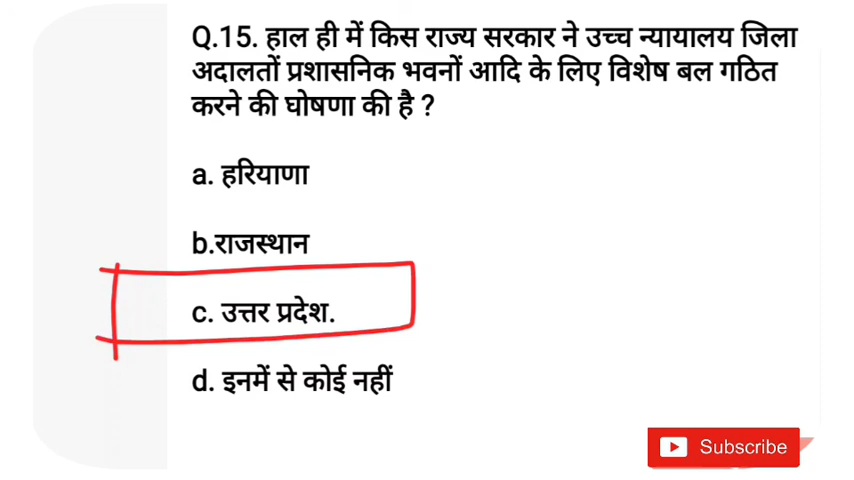 Q.15. हाल ही में किस राज्य सरकार ने उच्च न्यायालय जिला
अदालतों प्रशासनिक भवनों आदि के लिए विशेष बल गठित
करने की घोषणा की है ?
a. हरियाणा
b.राजस्थान
c. उत्तर प्रदेश.
d. इनमें से कोई नहीं
Subscribe